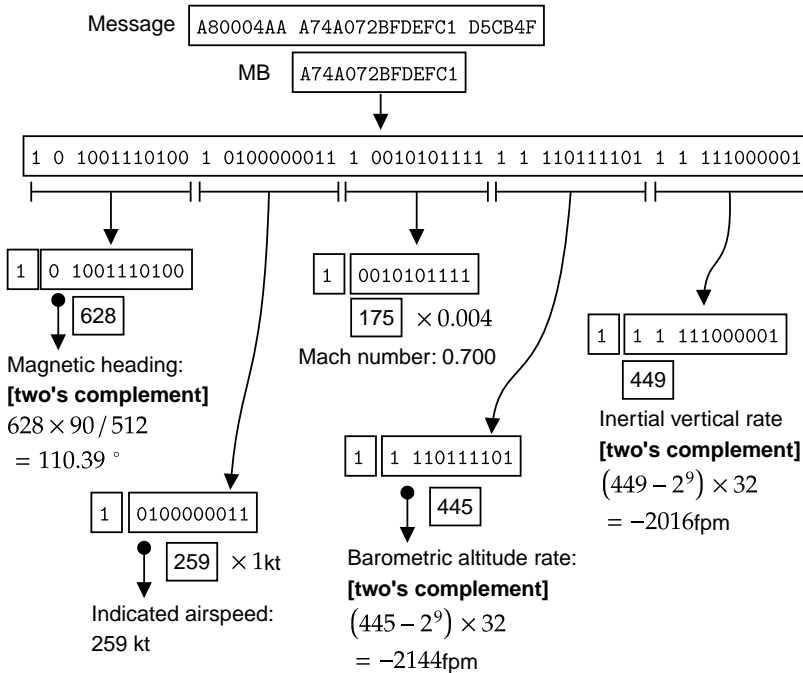 Message A80004AA A74A072BFDEFC1 D5CB4F
MB A74A072BFDEFC1
1 0 1001110100 1 0100000011 1 0010101111 1 1 110111101 1 1 111000001
1 0 1001110100
628
Magnetic heading:
[two's complement]
628 × 90 / 512
= 110.39 °
1 0100000011
259 × 1kt
Indicated airspeed:
259 kt
1 0010101111
175 × 0.004
Mach number: 0.700
1 1 110111101
445
Barometric altitude rate:
[two's complement]
(445 − 2⁹) × 32
= −2144fpm
1 1 1 111000001
449
Inertial vertical rate
[two's complement]
(449 − 2⁹) × 32
= −2016fpm